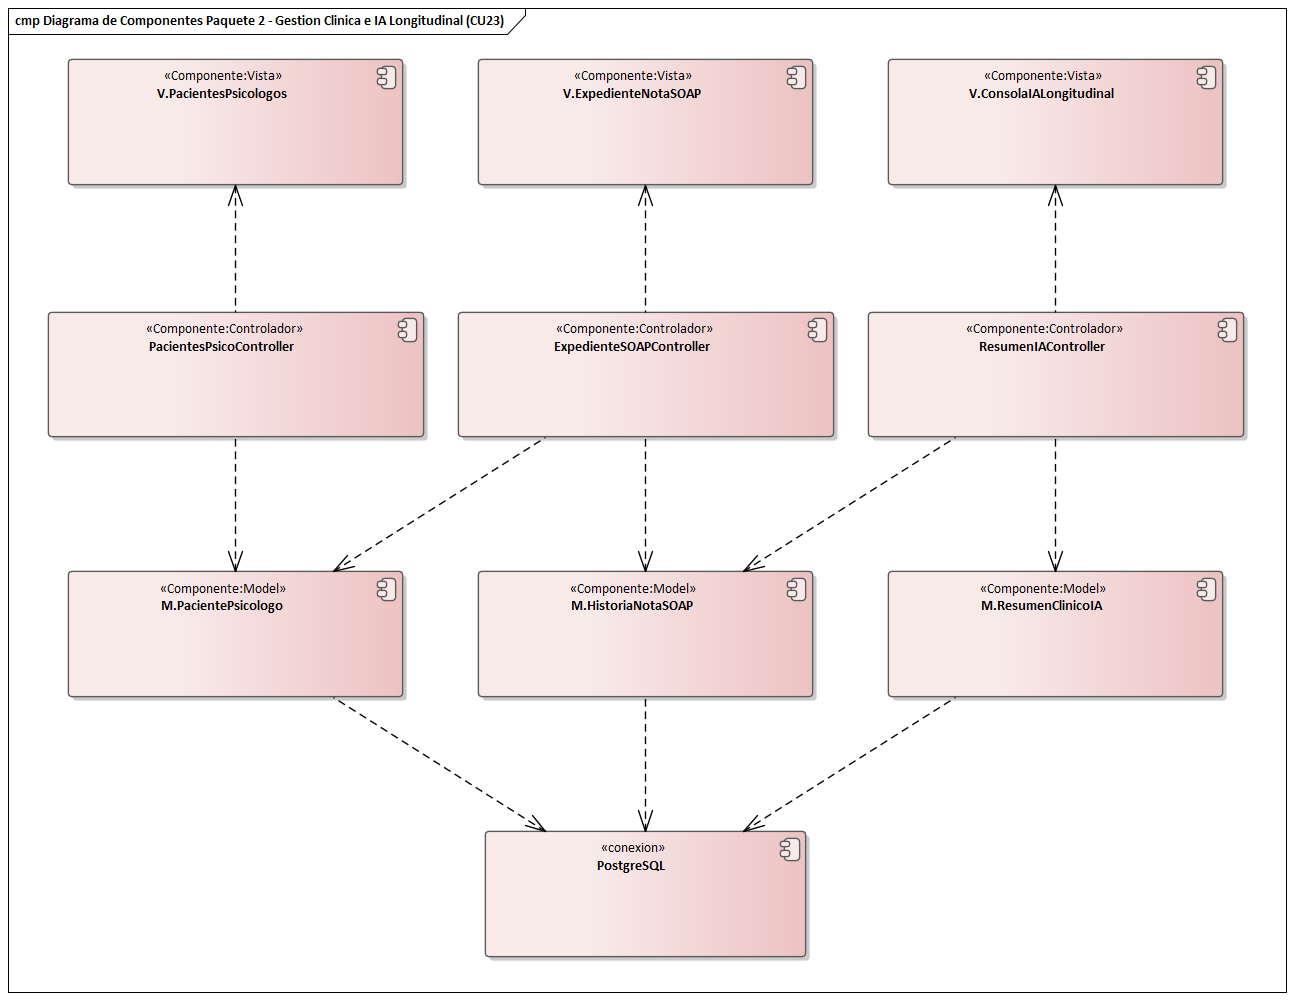 cmp Diagrama de Componentes Paquete 2 - Gestion Clinica e IA Longitudinal (CU23)
«Componente:Vista»
V.PacientesPsicologos
«Componente:Vista»
V.ExpedienteNotaSOAP
«Componente:Vista»
V.ConsolaIALongitudinal
«Componente:Controlador»
PacientesPsicoController
«Componente:Controlador»
ExpedienteSOAPController
«Componente:Controlador»
ResumenIAController
«Componente:Model»
M.PacientePsicologo
«Componente:Model»
M.HistoriaNotaSOAP
«Componente:Model»
M.ResumenClinicoIA
«conexion»
PostgreSQL